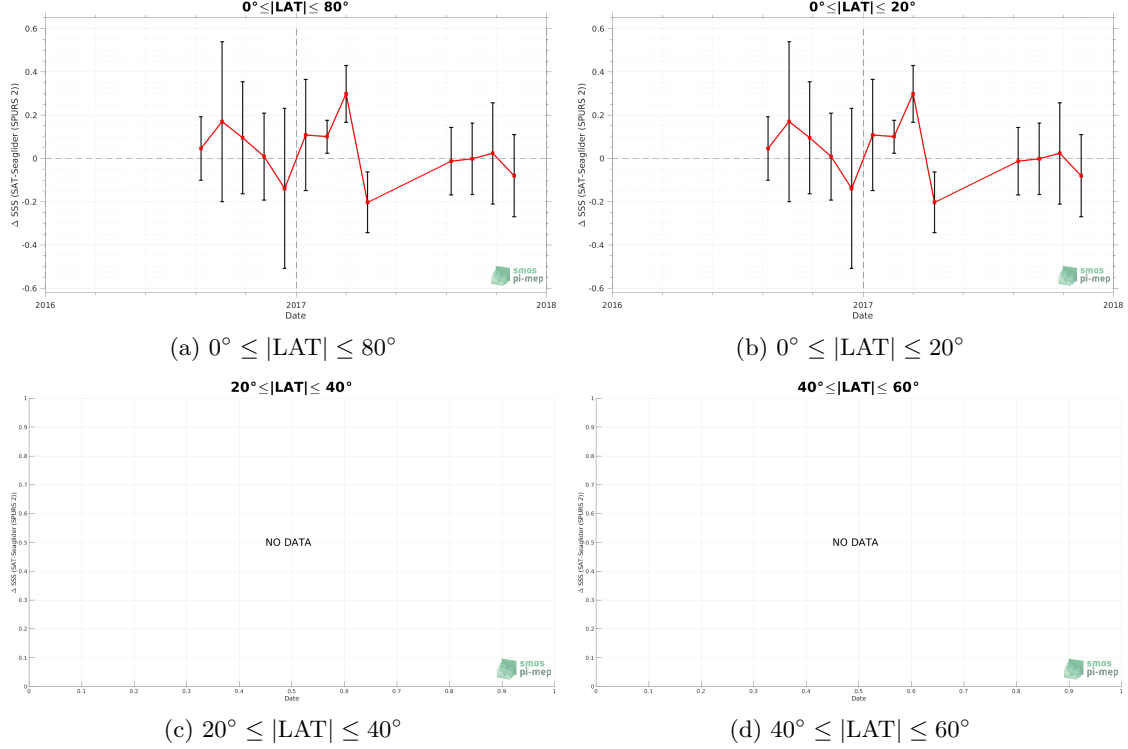 0°≤|LAT|≤ 80°
0.6
0.4
0.2
0
-0.2
-0.4
-0.6
Δ SSS (SAT-Seaglider (SPURS 2))
2016
2017
2018
Date
smos
pi-mep
(a) 0° ≤ |LAT| ≤ 80°
0°≤|LAT|≤ 20°
0.6
0.4
0.2
0
-0.2
-0.4
-0.6
Δ SSS (SAT-Seaglider (SPURS 2))
2016
2017
2018
Date
smos
pi-mep
(b) 0° ≤ |LAT| ≤ 20°
20°≤|LAT|≤ 40°
1
0.9
0.8
0.7
0.6
0.5
0.4
0.3
0.2
0.1
0
Δ SSS (SAT-Seaglider (SPURS 2))
NO DATA
0 0.1 0.2 0.3 0.4 0.5 0.6 0.7 0.8 0.9 1
Date
smos
pi-mep
(c) 20° ≤ |LAT| ≤ 40°
40°≤|LAT|≤ 60°
1
0.9
0.8
0.7
0.6
0.5
0.4
0.3
0.2
0.1
0
Δ SSS (SAT-Seaglider (SPURS 2))
NO DATA
0 0.1 0.2 0.3 0.4 0.5 0.6 0.7 0.8 0.9 1
Date
smos
pi-mep
(d) 40° ≤ |LAT| ≤ 60°